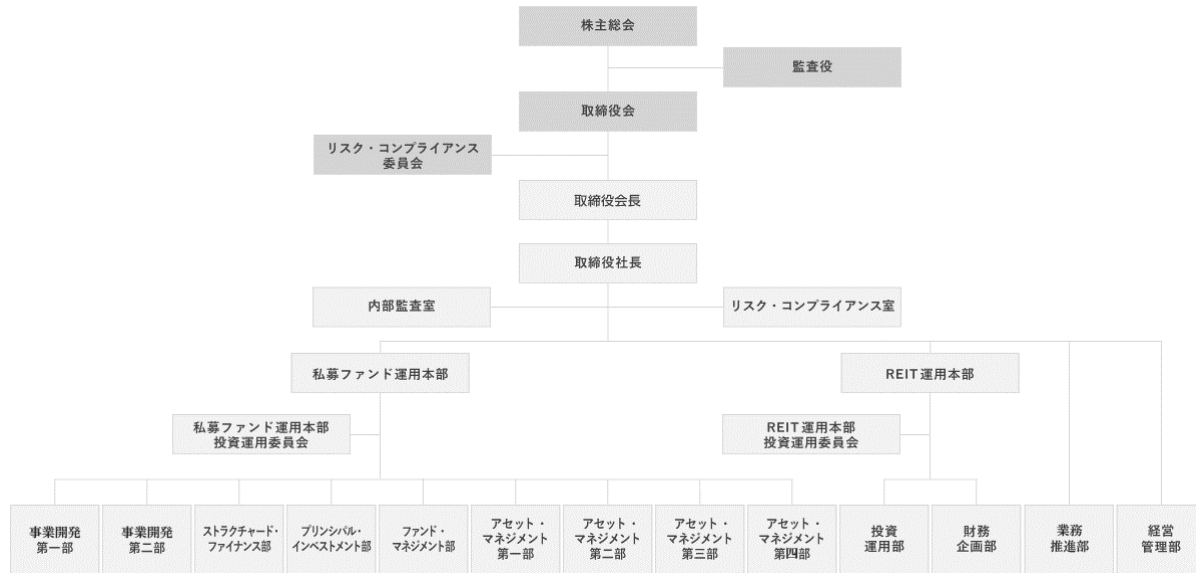 株主総会
監査役
取締役会
リスク・コンプライアンス
委員会
取締役会長
取締役社長
内部監査室
リスク・コンプライアンス室
私募ファンド運用本部
REIT運用本部
私募ファンド運用本部
投資運用委員会
REIT運用本部
投資運用委員会
事業開発
第一部
事業開発
第二部
ストラクチャード・
ファイナンス部
プリンシパル・
インベストメント部
ファンド・
マネジメント部
アセット・
マネジメント
第一部
アセット・
マネジメント
第二部
アセット・
マネジメント
第三部
アセット・
マネジメント
第四部
投資
運用部
財務
企画部
業務
推進部
経営
管理部